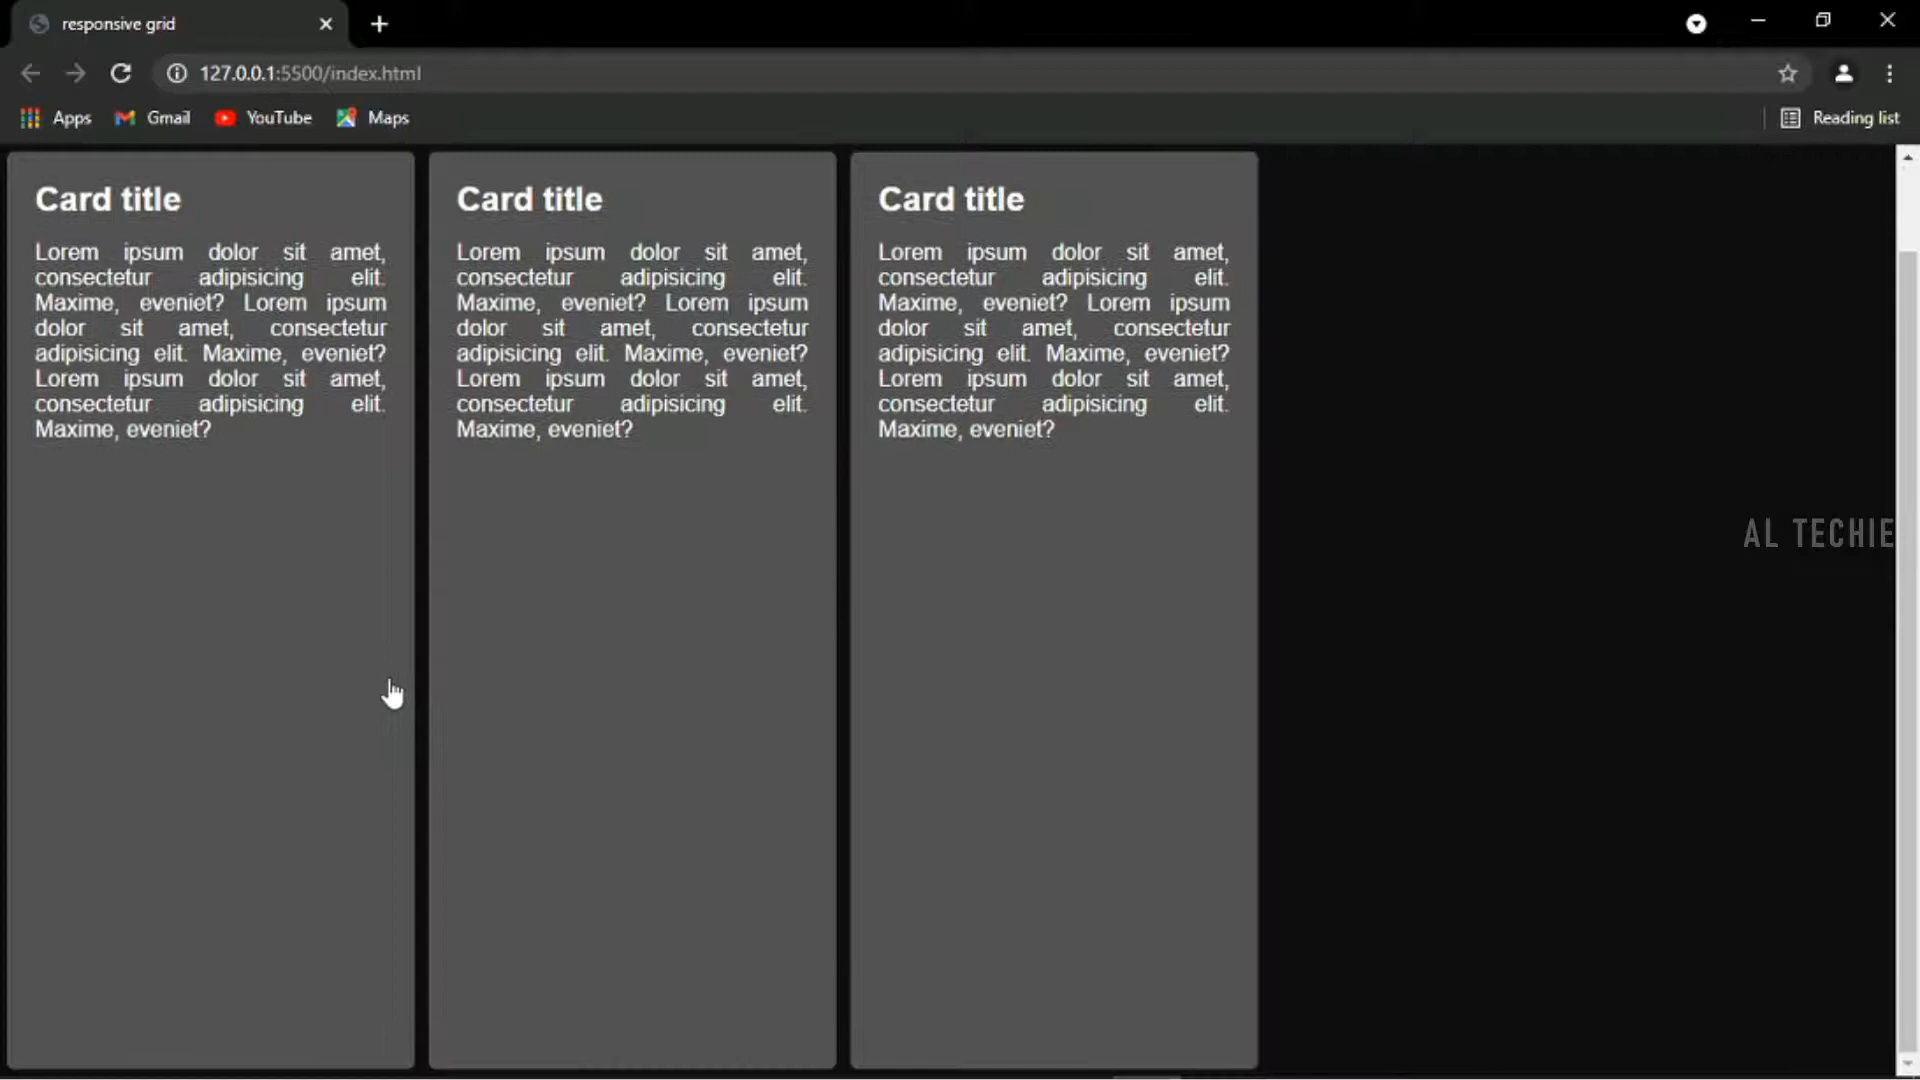 responsive grid
127.0.0.1:5500/index.html
Apps Gmail YouTube Maps Reading list
Card title
Lorem ipsum dolor sit amet,
consectetur adipisicing elit.
Maxime, eveniet? Lorem ipsum
dolor sit amet, consectetur
adipisicing elit. Maxime, eveniet?
Lorem ipsum dolor sit amet,
consectetur adipisicing elit.
Maxime, eveniet?
Card title
Lorem ipsum dolor sit amet,
consectetur adipisicing elit.
Maxime, eveniet? Lorem ipsum
dolor sit amet, consectetur
adipisicing elit. Maxime, eveniet?
Lorem ipsum dolor sit amet,
consectetur adipisicing elit.
Maxime, eveniet?
Card title
Lorem ipsum dolor sit amet,
consectetur adipisicing elit.
Maxime, eveniet? Lorem ipsum
dolor sit amet, consectetur
adipisicing elit. Maxime, eveniet?
Lorem ipsum dolor sit amet,
consectetur adipisicing elit.
Maxime, eveniet?
AL TECHIE